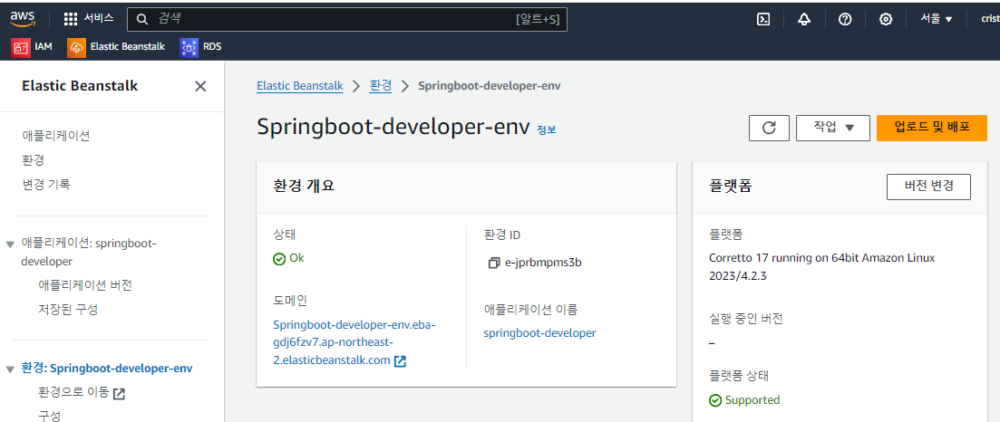 aws
서비스
검색
[알트+S]
서울
crist
IAM
Elastic Beanstalk
RDS
Elastic Beanstalk
애플리케이션
환경
변경 기록
애플리케이션: springboot-
developer
애플리케이션 버전
저장된 구성
환경: Springboot-developer-env
환경으로 이동
구성
Elastic Beanstalk
환경
Springboot-developer-env
Springboot-developer-env 정보
작업
업로드 및 배포
환경 개요
상태
Ok
도메인
Springboot-developer-env.eba-
gdj6fzv7.ap-northeast-
2.elasticbeanstalk.com
환경 ID
e-jprbmpms3b
애플리케이션 이름
springboot-developer
플랫폼
버전 변경
플랫폼
Corretto 17 running on 64bit Amazon Linux
2023/4.2.3
실행 중인 버전
–
플랫폼 상태
Supported